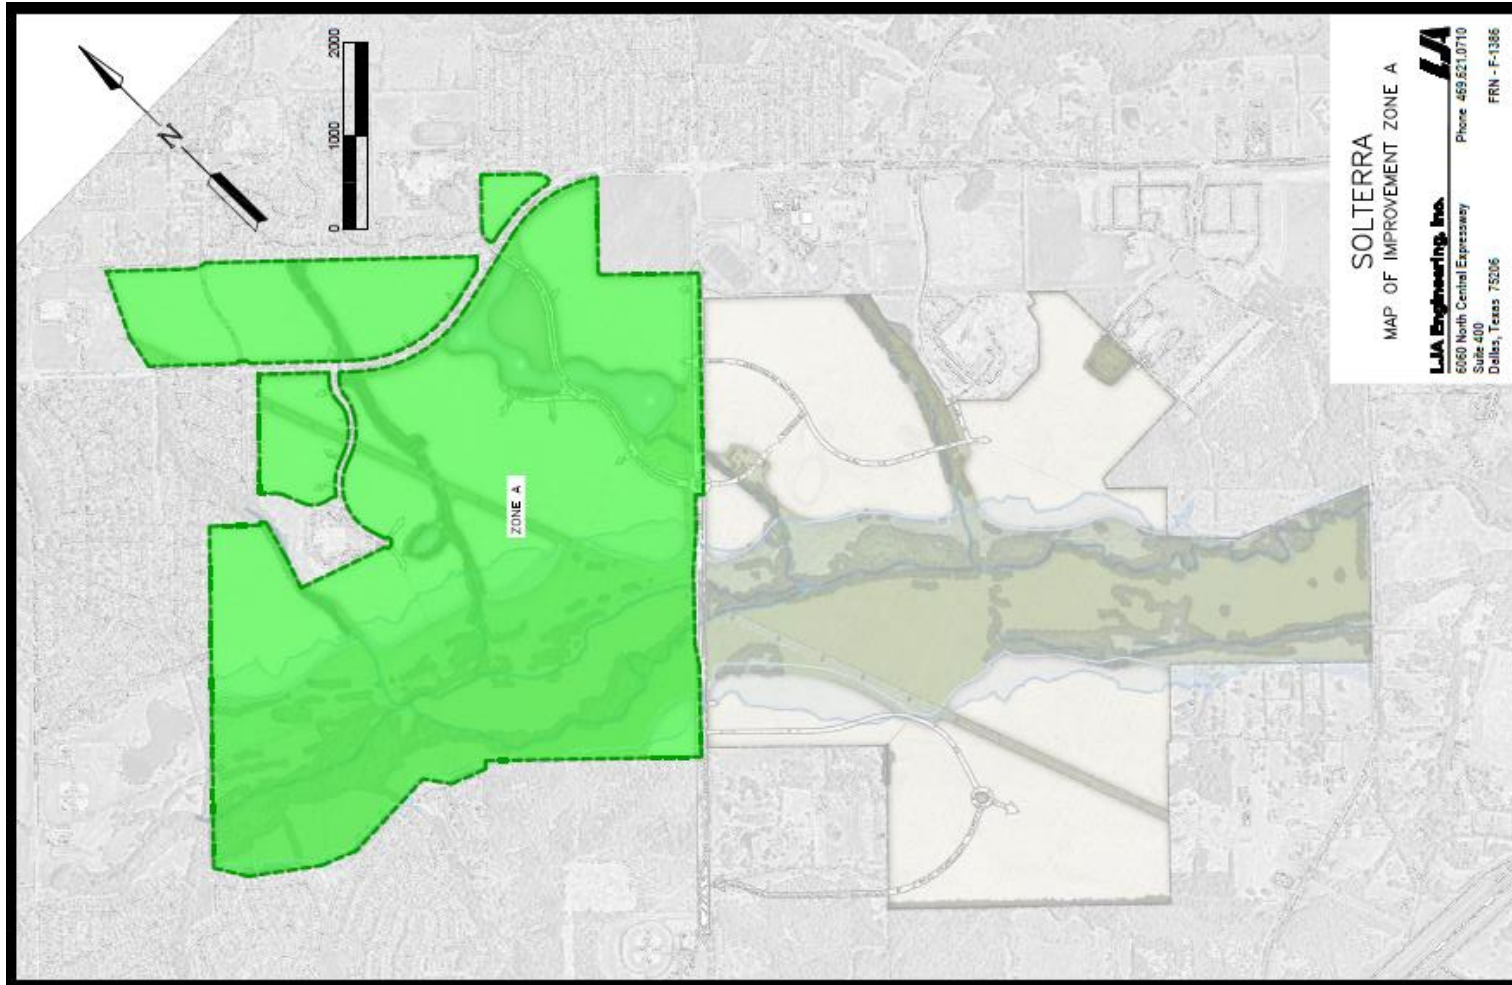 SOLTERRA
MAP OF IMPROVEMENT ZONE A
LJA
LJA Engineering, Inc.
6060 North Central Expressway
Suite 400
Dallas, Texas 75206
Phone 469.621.0710
FRN - F-1386
N
0 1000 2000
ZONE A